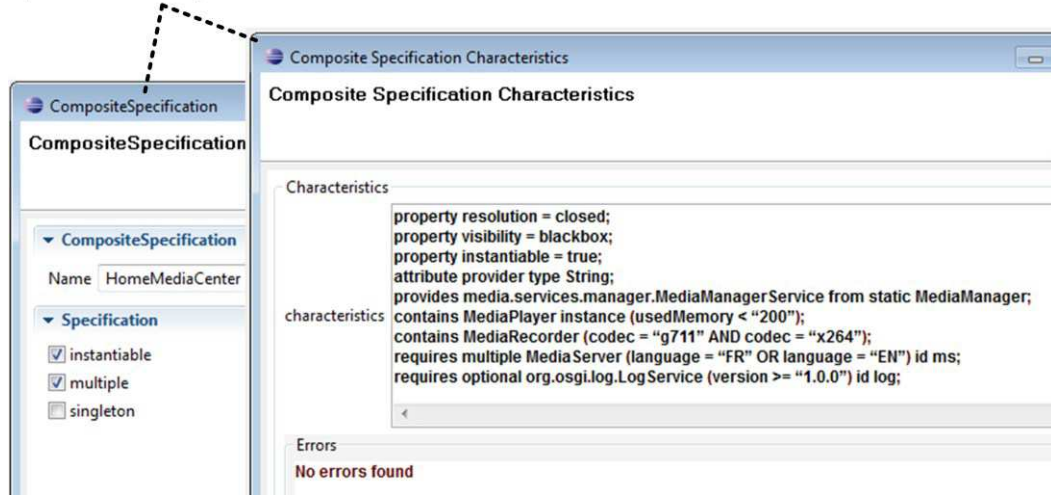 Composite Specification Characteristics
Composite Specification Characteristics
CompositeSpecification
CompositeSpecification
CompositeSpecification
Name HomeMediaCenter
Specification
instantiable
multiple
singleton
Characteristics
characteristics
property resolution = closed;
property visibility = blackbox;
property instantiable = true;
attribute provider type String;
provides media.services.manager.MediaManagerService from static MediaManager;
contains MediaPlayer instance (usedMemory < “200”);
contains MediaRecorder (codec = “g711” AND codec = “x264”);
requires multiple MediaServer (language = “FR” OR language = “EN”) id ms;
requires optional org.osgi.log.LogService (version >= “1.0.0”) id log;
Errors
No errors found